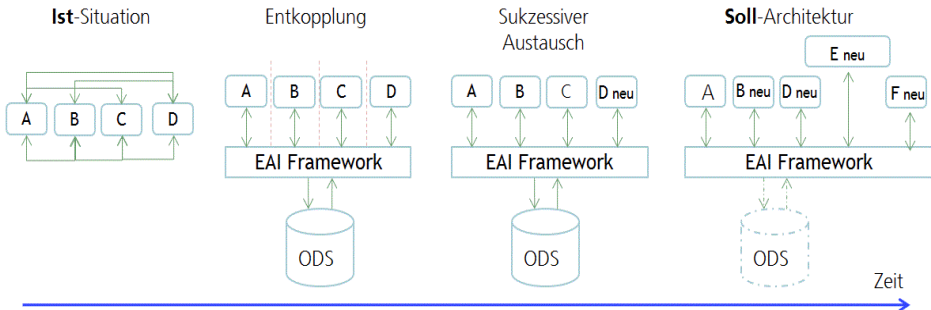 Ist-Situation
Entkopplung
Sukzessiver
Austausch
Soll-Architektur
A
B
C
D
A
B
C
D
A
B
C
D neu
A
B neu
D neu
E neu
F neu
EAI Framework
EAI Framework
EAI Framework
ODS
ODS
ODS
Zeit